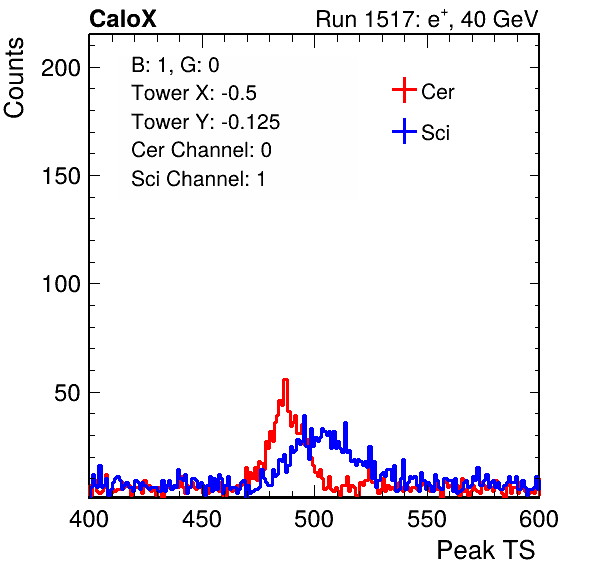 CaloX
Run 1517: e+, 40 GeV
Counts
200
150
100
50
B: 1, G: 0
Tower X: -0.5
Tower Y: -0.125
Cer Channel: 0
Sci Channel: 1
Cer
Sci
400
450
500
550
600
Peak TS